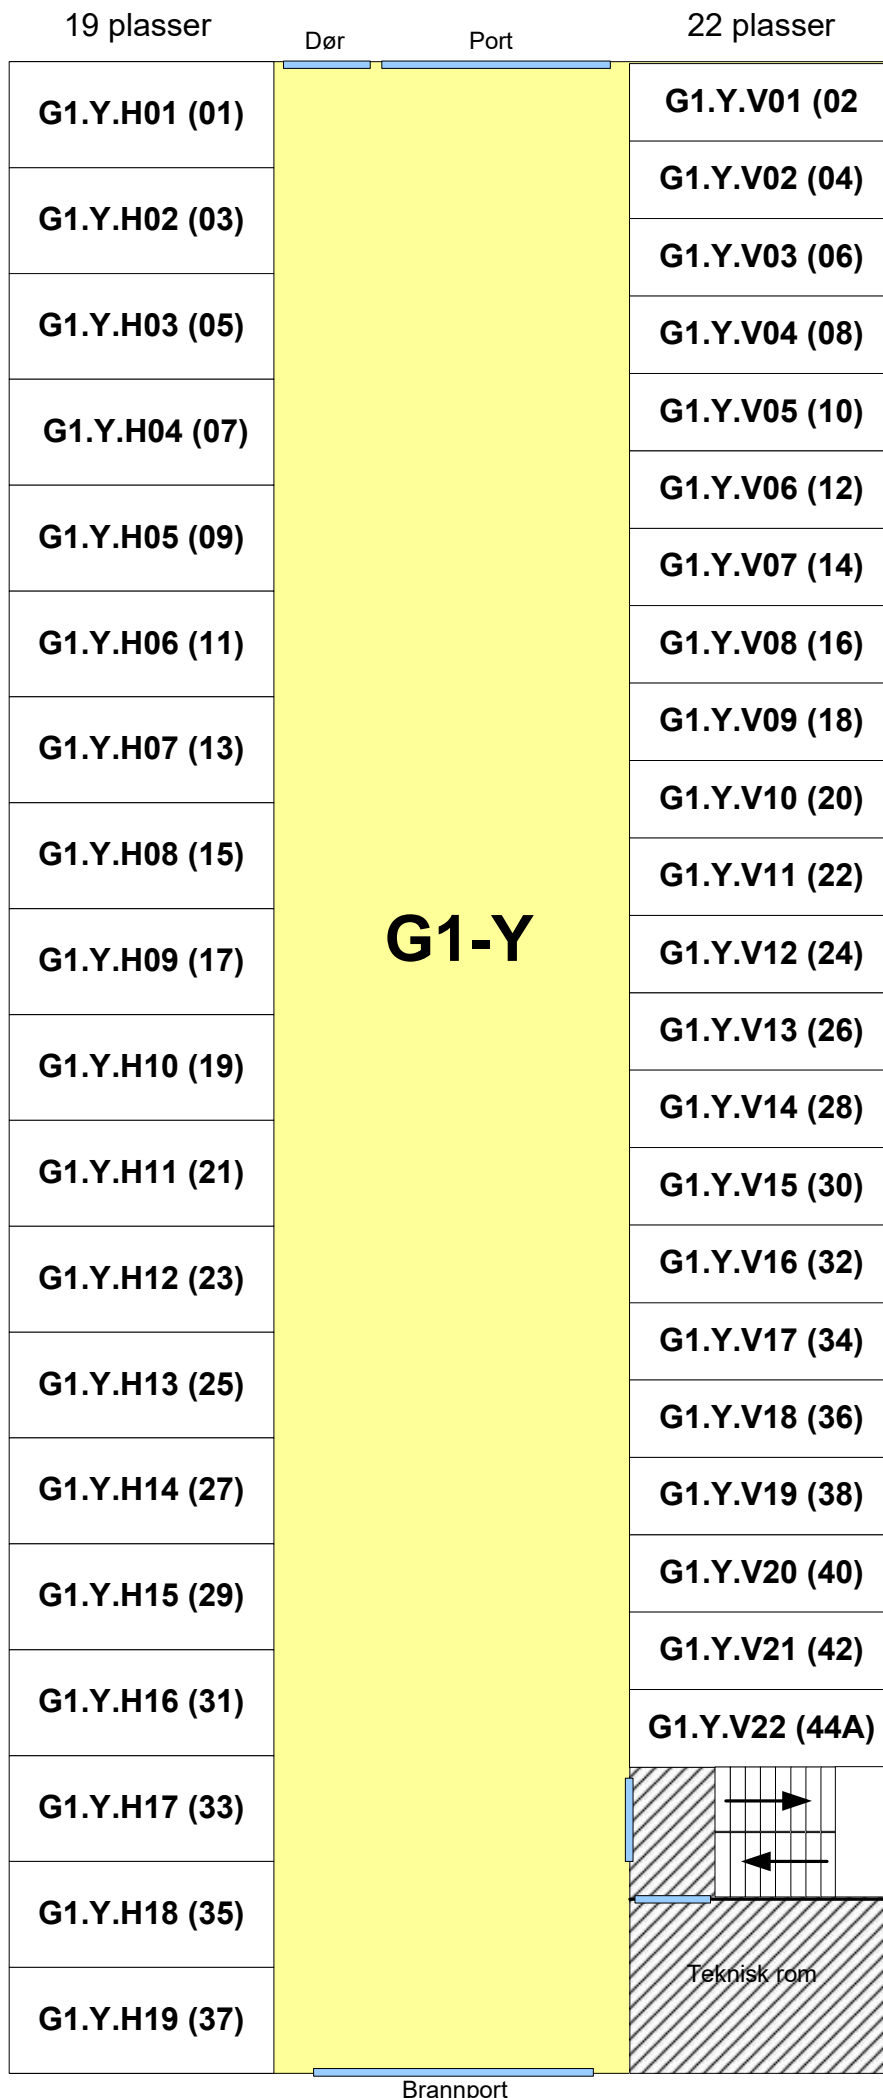 19 plasser
Dør
Port
22 plasser
G1.Y.H01 (01)
G1.Y.H02 (03)
G1.Y.H03 (05)
G1.Y.H04 (07)
G1.Y.H05 (09)
G1.Y.H06 (11)
G1.Y.H07 (13)
G1.Y.H08 (15)
G1.Y.H09 (17)
G1.Y.H10 (19)
G1.Y.H11 (21)
G1.Y.H12 (23)
G1.Y.H13 (25)
G1.Y.H14 (27)
G1.Y.H15 (29)
G1.Y.H16 (31)
G1.Y.H17 (33)
G1.Y.H18 (35)
G1.Y.H19 (37)
G1-Y
G1.Y.V01 (02
G1.Y.V02 (04)
G1.Y.V03 (06)
G1.Y.V04 (08)
G1.Y.V05 (10)
G1.Y.V06 (12)
G1.Y.V07 (14)
G1.Y.V08 (16)
G1.Y.V09 (18)
G1.Y.V10 (20)
G1.Y.V11 (22)
G1.Y.V12 (24)
G1.Y.V13 (26)
G1.Y.V14 (28)
G1.Y.V15 (30)
G1.Y.V16 (32)
G1.Y.V17 (34)
G1.Y.V18 (36)
G1.Y.V19 (38)
G1.Y.V20 (40)
G1.Y.V21 (42)
G1.Y.V22 (44A)
Teknisk rom
Brannport